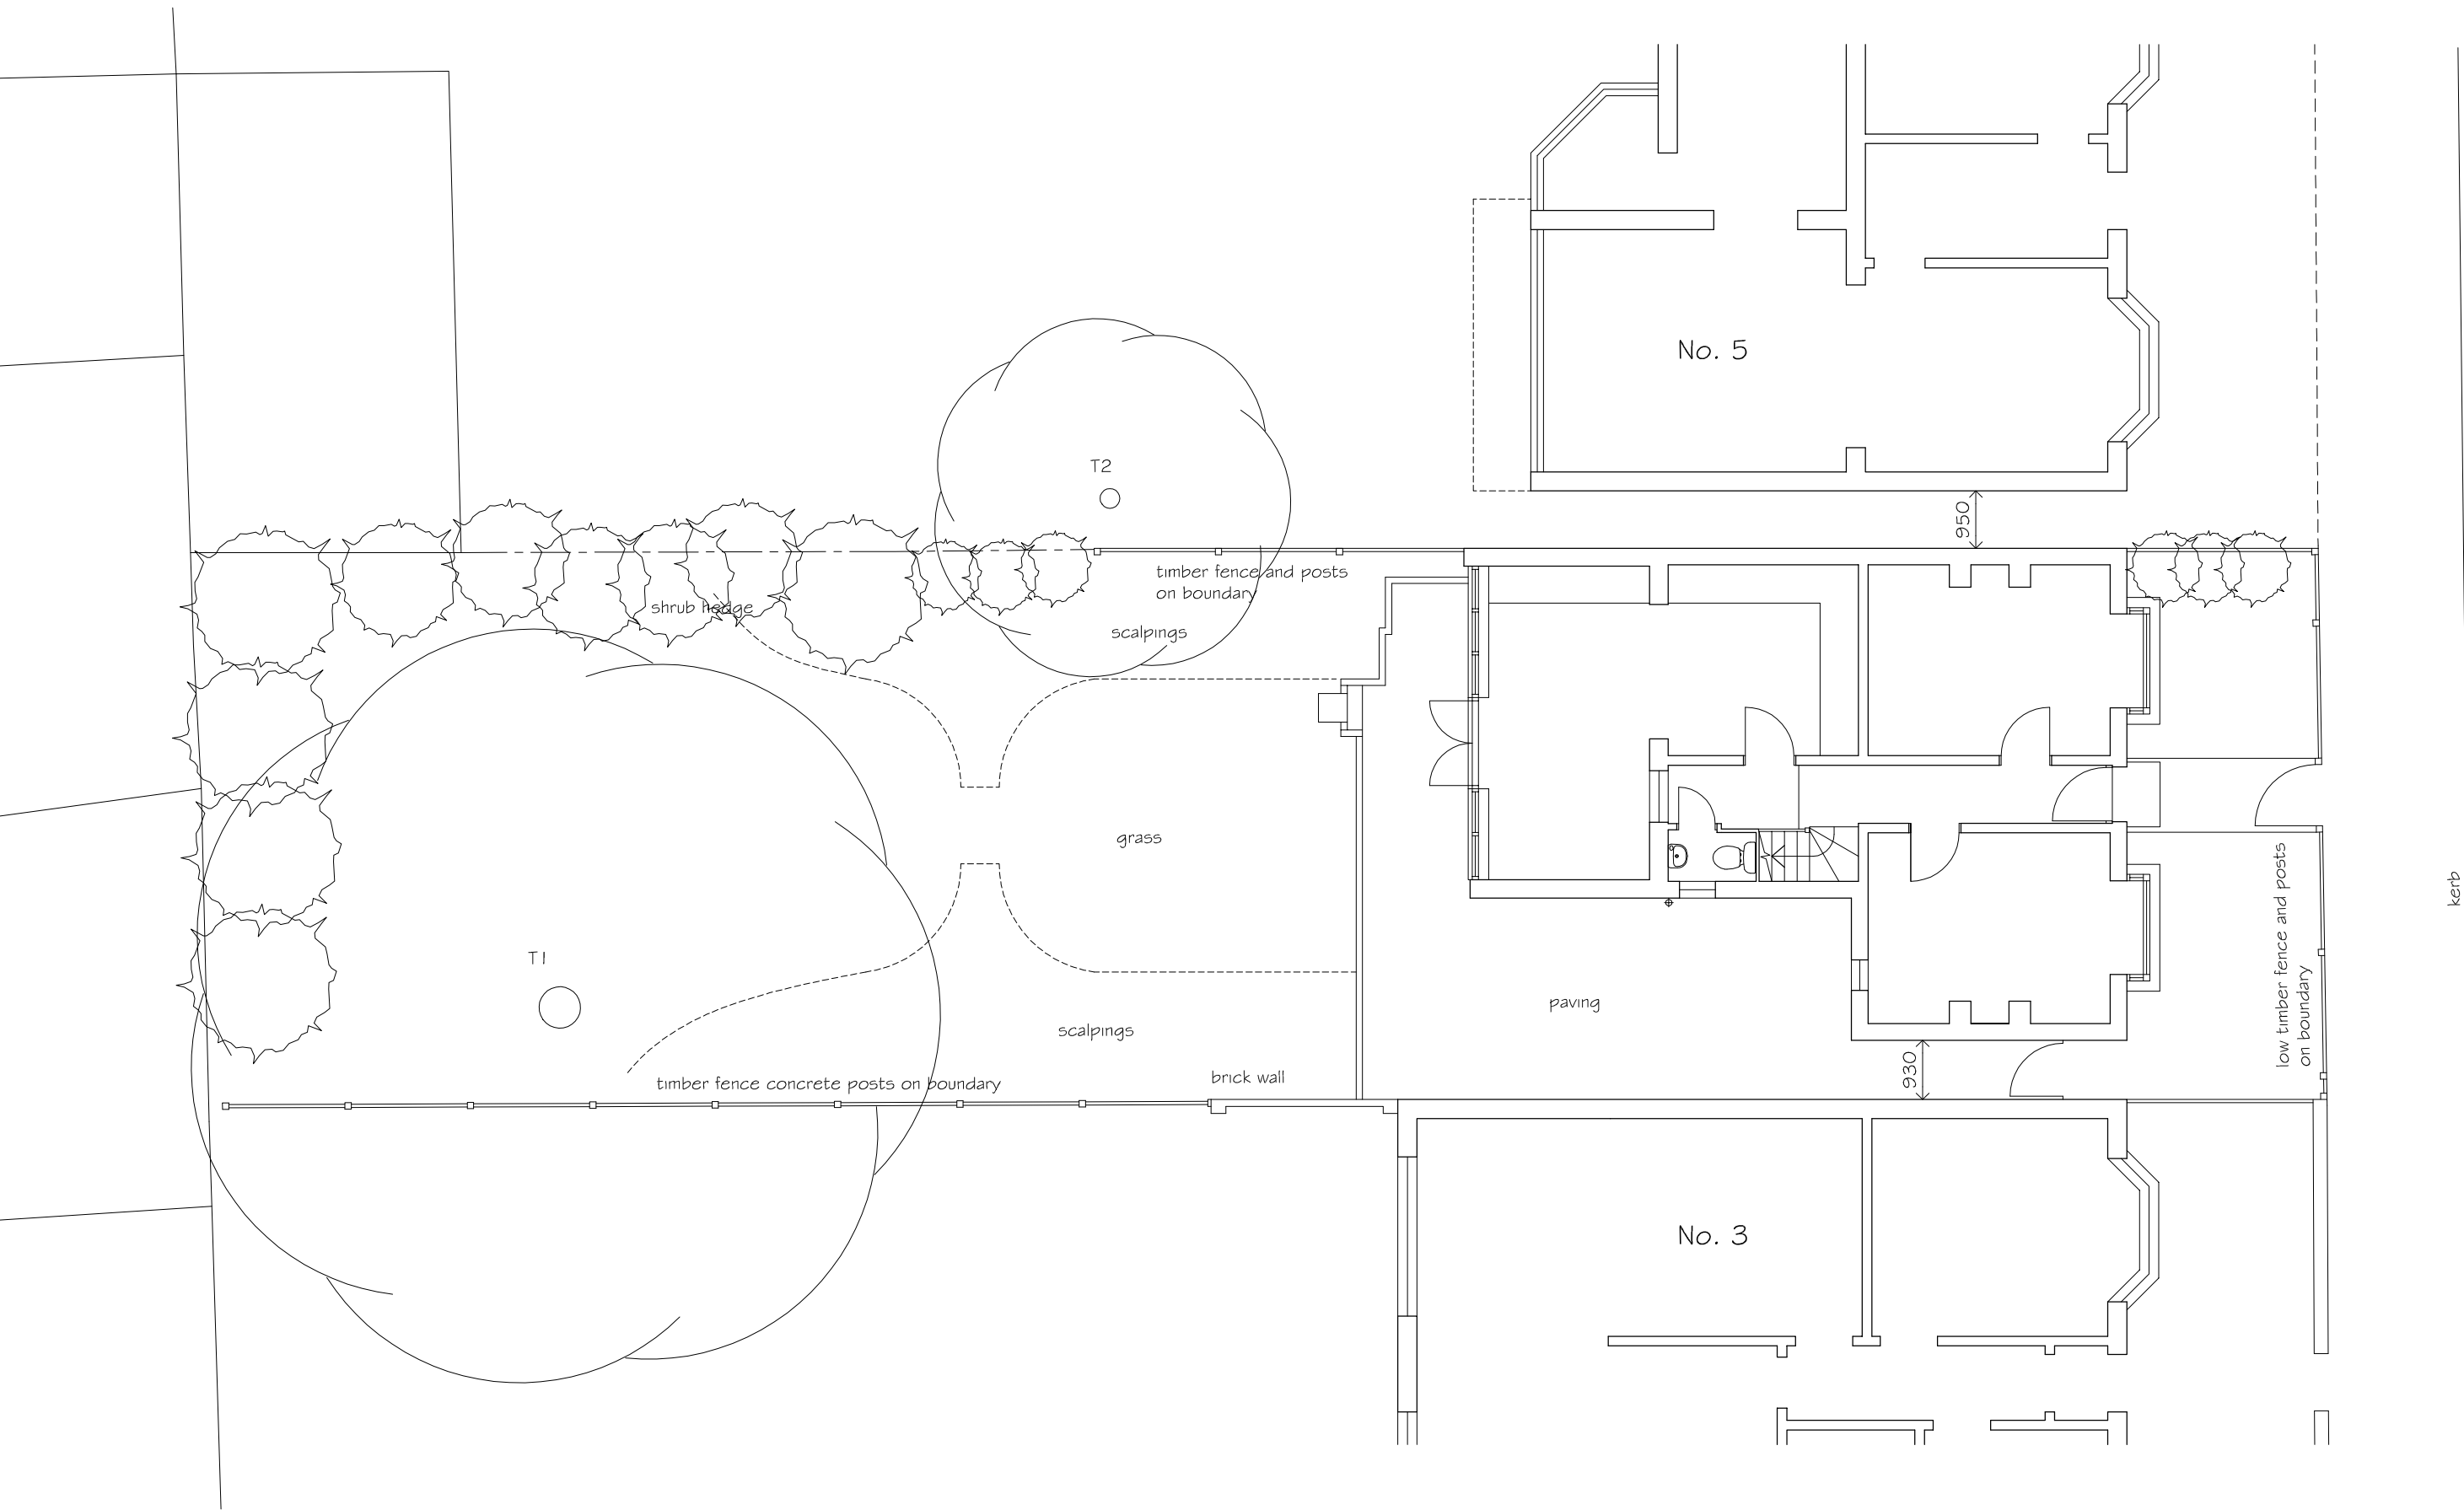 No. 5
T2
950
timber fence and posts
on boundary
shrub hedge
scalpings
grass
T1
paving
scalpings
timber fence concrete posts on boundary
brick wall
930
low timber fence and posts
on boundary
kerb
No. 3